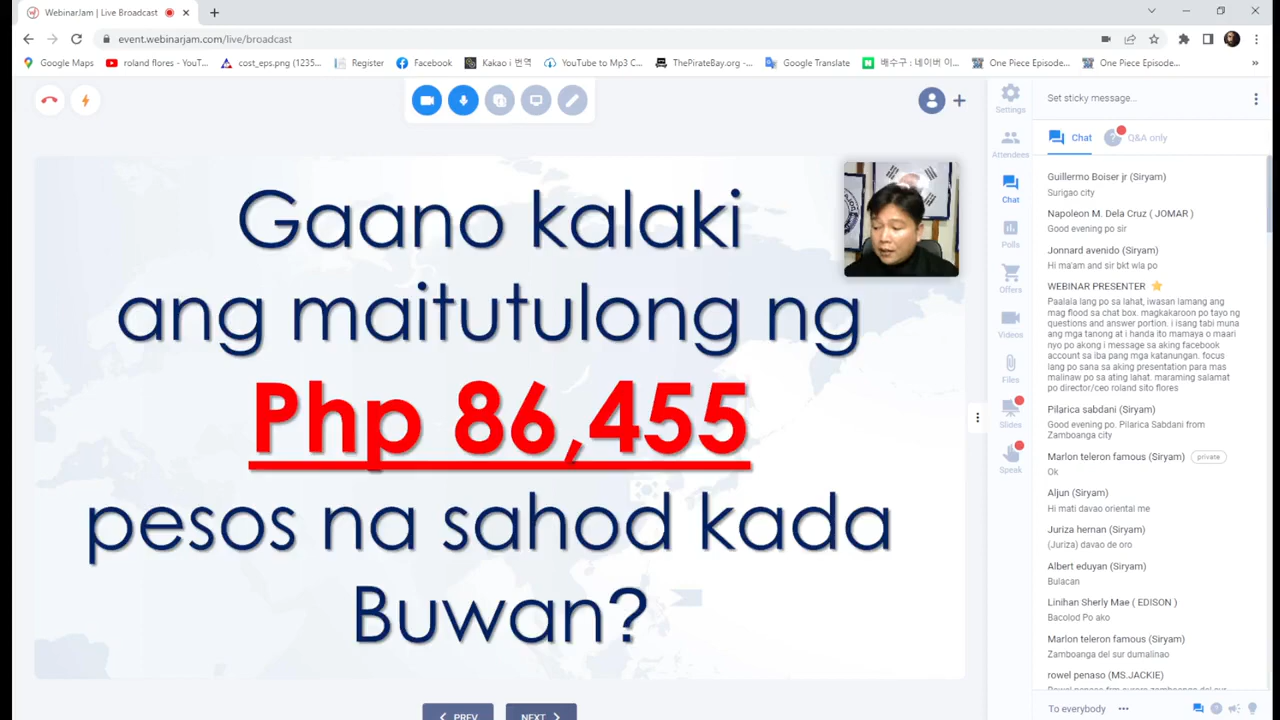 WebinarJam | Live Broadcast
event.webinarjam.com/live/broadcast
Google Maps
roland flores - YouT...
cost_eps.png (1235...
Register
Facebook
Kakao i 번역
YouTube to Mp3 C...
ThePirateBay.org -...
Google Translate
배수구 : 네이버 이...
One Piece Episode...
One Piece Episode...
Gaano kalaki
ang maitutulong ng
Php 86,455
pesos na sahod kada
Buwan?
PREV
NEXT
Settings
Attendees
Chat
Polls
Offers
Videos
Files
Slides
Speak
Set sticky message...
Chat
Q&A only
Guillermo Boiser jr (Siryam)
Surigao city
Napoleon M. Dela Cruz ( JOMAR )
Good evening po sir
Jonnard avenido (Siryam)
Hi ma'am and sir bkt wla po
WEBINAR PRESENTER
Paalala lang po sa lahat, iwasan lamang ang
mag flood sa chat box. magkakaroon po tayo ng
questions and answer portion. i isang tabi muna
ang mga tanong at i handa ito mamaya o maari
nyo po akong i message sa aking facebook
account sa iba pang mga katanungan. focus
lang po sana sa aking presentation para mas
malinaw po sa ating lahat. maraming salamat
po director/ceo roland sito flores
Pilarica sabdani (Siryam)
Good evening po. Pilarica Sabdani from
Zamboanga city
Marlon teleron famous (Siryam) private
Ok
Aljun (Siryam)
Hi mati davao orientai me
Juriza hernan (Siryam)
(Juriza) davao de oro
Albert eduyan (Siryam)
Bulacan
Linihan Sherly Mae ( EDISON )
Bacolod Po ako
Marlon teleron famous (Siryam)
Zamboanga del sur dumalinao
rowel penaso (MS.JACKIE)
To everybody